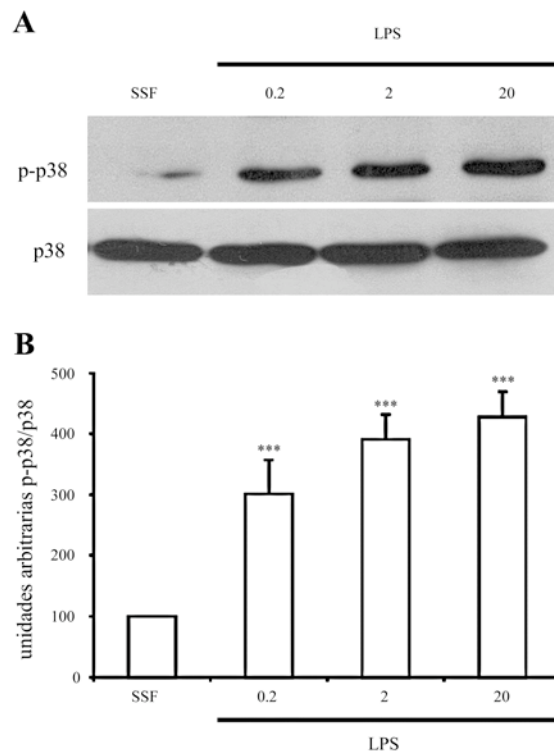 A
LPS
SSF 0.2 2 20
p-p38
p38
B
unidades arbitrarias p-p38/p38
500
400
300
200
100
0
***
***
***
SSF 0.2 2 20
LPS